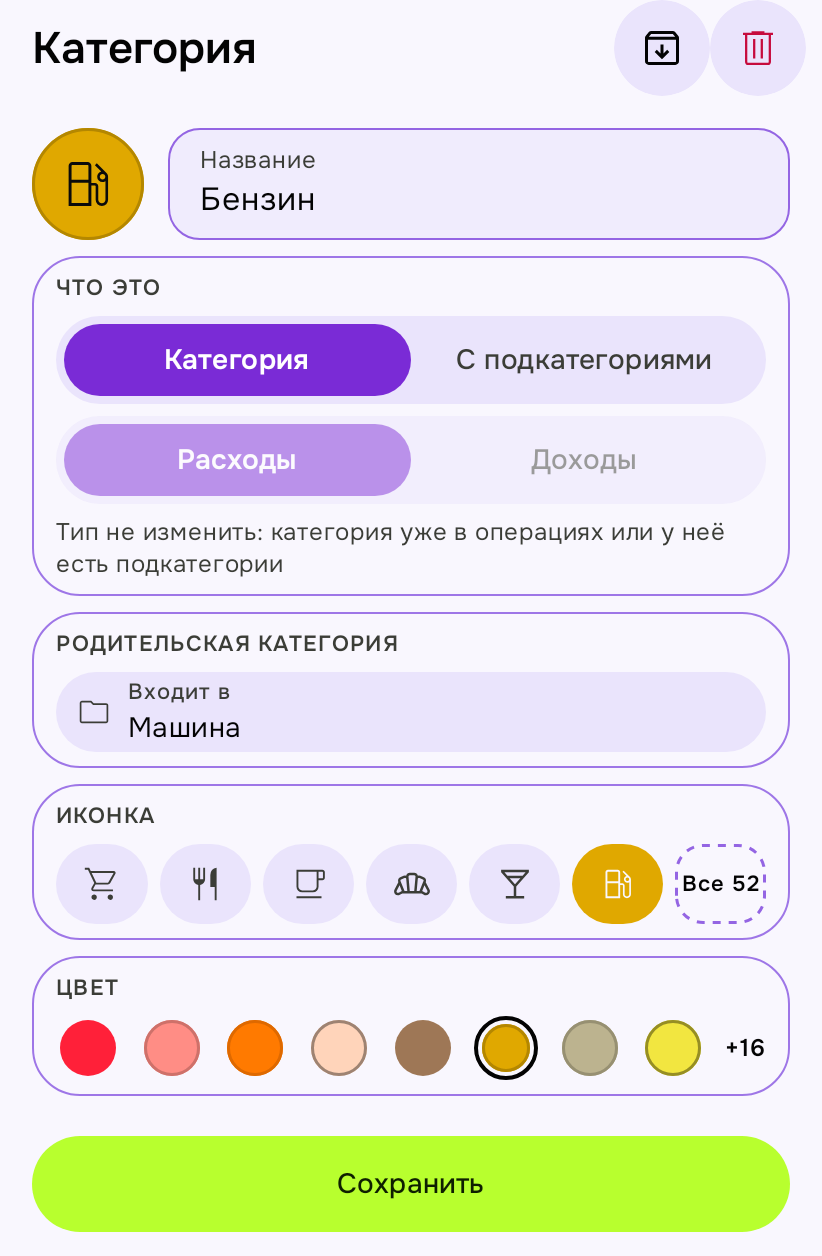 Категория
Название
Бензин
ЧТО ЭТО
Категория
С подкатегориями
Расходы
Доходы
Тип не изменить: категория уже в операциях или у неё
есть подкатегории
РОДИТЕЛЬСКАЯ КАТЕГОРИЯ
Входит в
Машина
ИКОНКА
Все 52
ЦВЕТ
+16
Сохранить